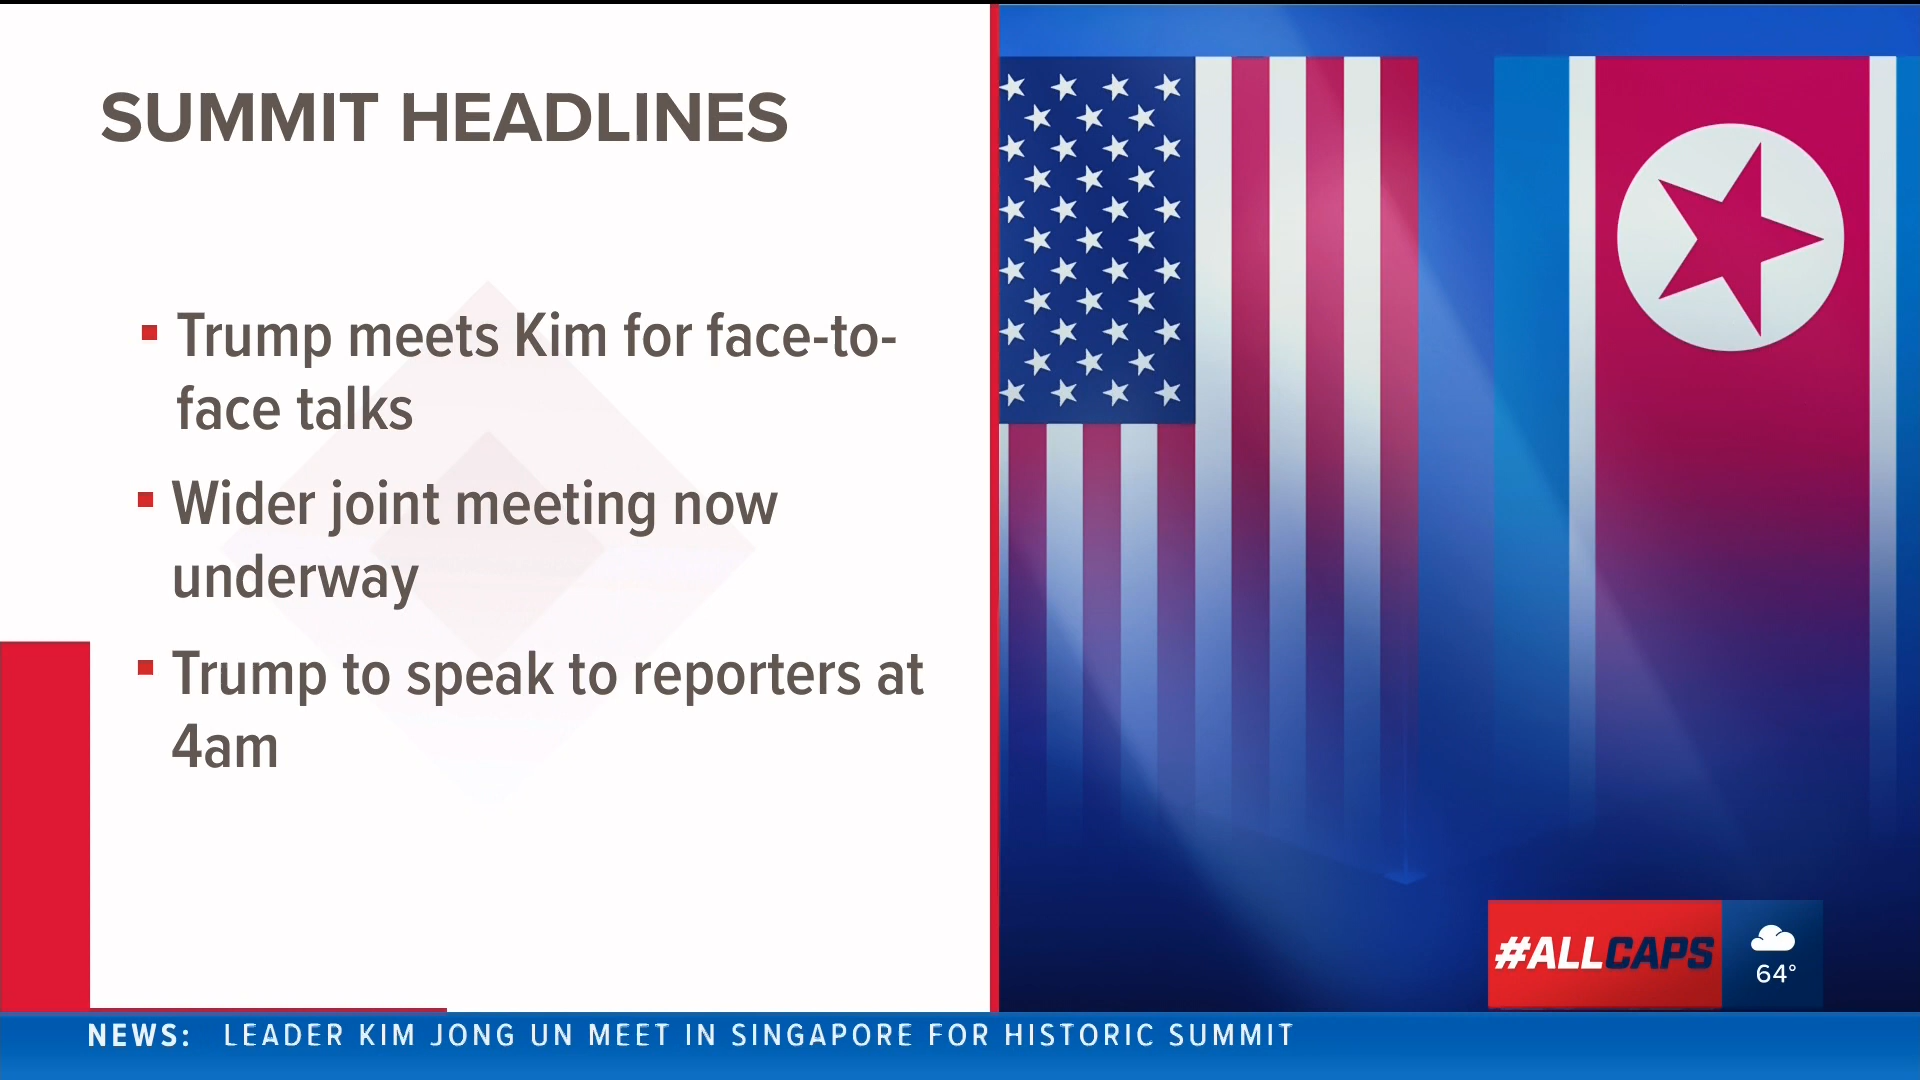 SUMMIT HEADLINES
Trump meets Kim for face-to-
face talks
Wider joint meeting now
underway
Trump to speak to reporters at
4am
#ALLCAPS
64°
NEWS: LEADER KIM JONG UN MEET IN SINGAPORE FOR HISTORIC SUMMIT